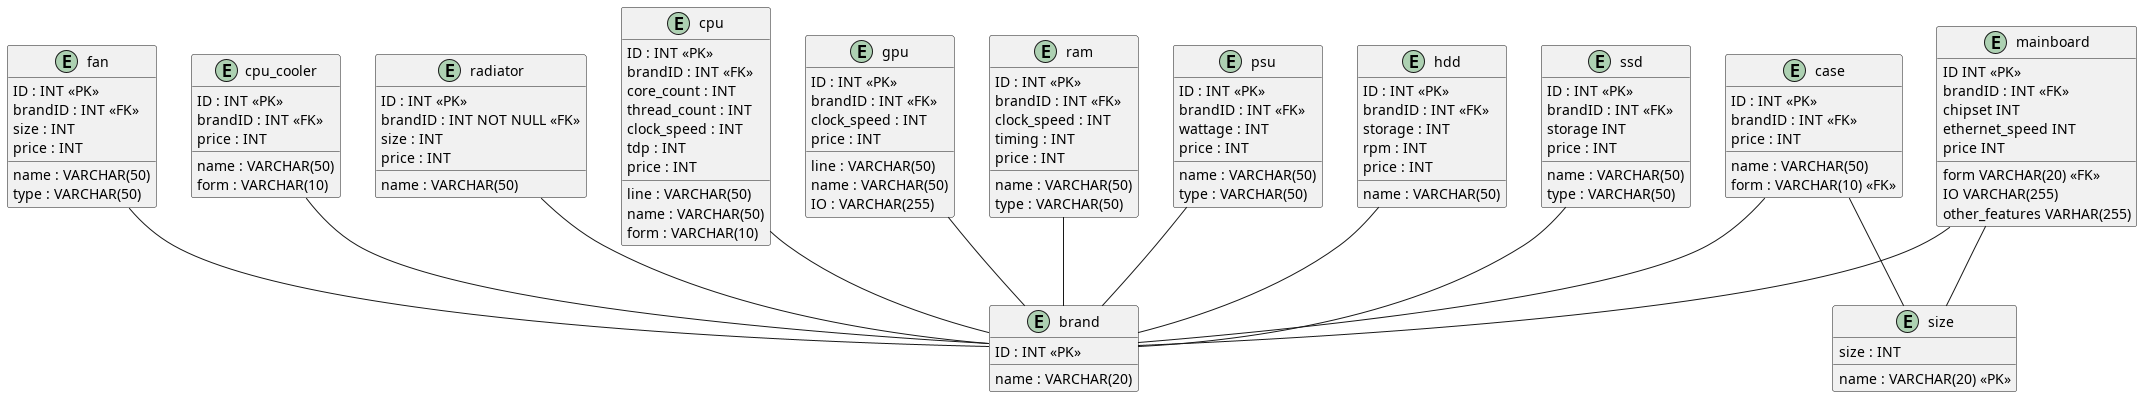 E fan
ID : INT «PK»
brandID : INT «FK»
size : INT
price : INT
name : VARCHAR(50)
type : VARCHAR(50)
E cpu_cooler
ID : INT «PK»
brandID : INT «FK»
price : INT
name : VARCHAR(50)
form : VARCHAR(10)
E radiator
ID : INT «PK»
brandID : INT NOT NULL «FK»
size : INT
price : INT
name : VARCHAR(50)
E cpu
ID : INT «PK»
brandID : INT «FK»
core_count : INT
thread_count : INT
clock_speed : INT
tdp : INT
price : INT
line : VARCHAR(50)
name : VARCHAR(50)
form : VARCHAR(10)
E gpu
ID : INT «PK»
brandID : INT «FK»
clock_speed : INT
price : INT
line : VARCHAR(50)
name : VARCHAR(50)
IO : VARCHAR(255)
E ram
ID : INT «PK»
brandID : INT «FK»
clock_speed : INT
timing : INT
price : INT
name : VARCHAR(50)
type : VARCHAR(50)
E psu
ID : INT «PK»
brandID : INT «FK»
wattage : INT
price : INT
name : VARCHAR(50)
type : VARCHAR(50)
E hdd
ID : INT «PK»
brandID : INT «FK»
storage : INT
rpm : INT
price : INT
name : VARCHAR(50)
E ssd
ID : INT «PK»
brandID : INT «FK»
storage INT
price : INT
name : VARCHAR(50)
type : VARCHAR(50)
E case
ID : INT «PK»
brandID : INT «FK»
price : INT
name : VARCHAR(50)
form : VARCHAR(10) «FK»
E mainboard
ID INT «PK»
brandID : INT «FK»
chipset INT
ethernet_speed INT
price INT
form VARCHAR(20) «FK»
IO VARCHAR(255)
other_features VARHAR(255)
E brand
ID : INT «PK»
name : VARCHAR(20)
E size
size : INT
name : VARCHAR(20) «PK»